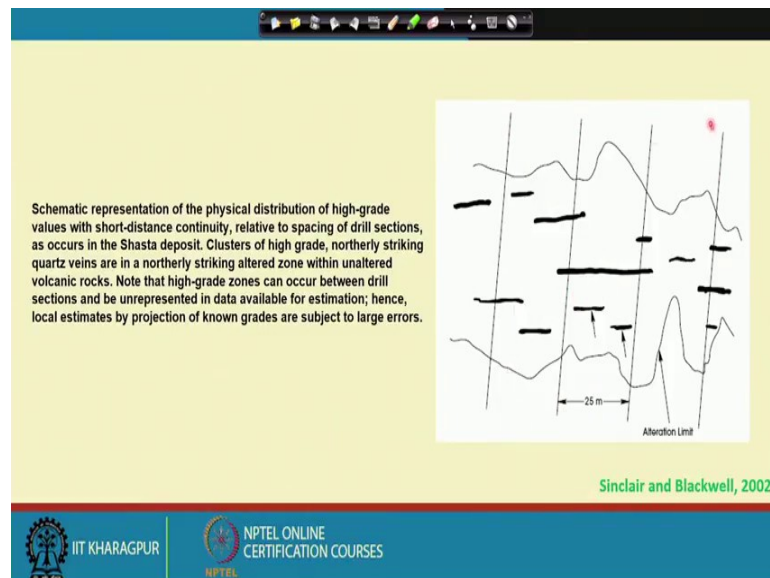 Schematic representation of the physical distribution of high-grade
values with short-distance continuity, relative to spacing of drill sections,
as occurs in the Shasta deposit. Clusters of high grade, northerly striking
quartz veins are in a northerly striking altered zone within unaltered
volcanic rocks. Note that high-grade zones can occur between drill
sections and be unrepresented in data available for estimation; hence,
local estimates by projection of known grades are subject to large errors.
25 m
Alteration Limit
Sinclair and Blackwell, 2002
IIT KHARAGPUR
NPTEL
NPTEL ONLINE
CERTIFICATION COURSES